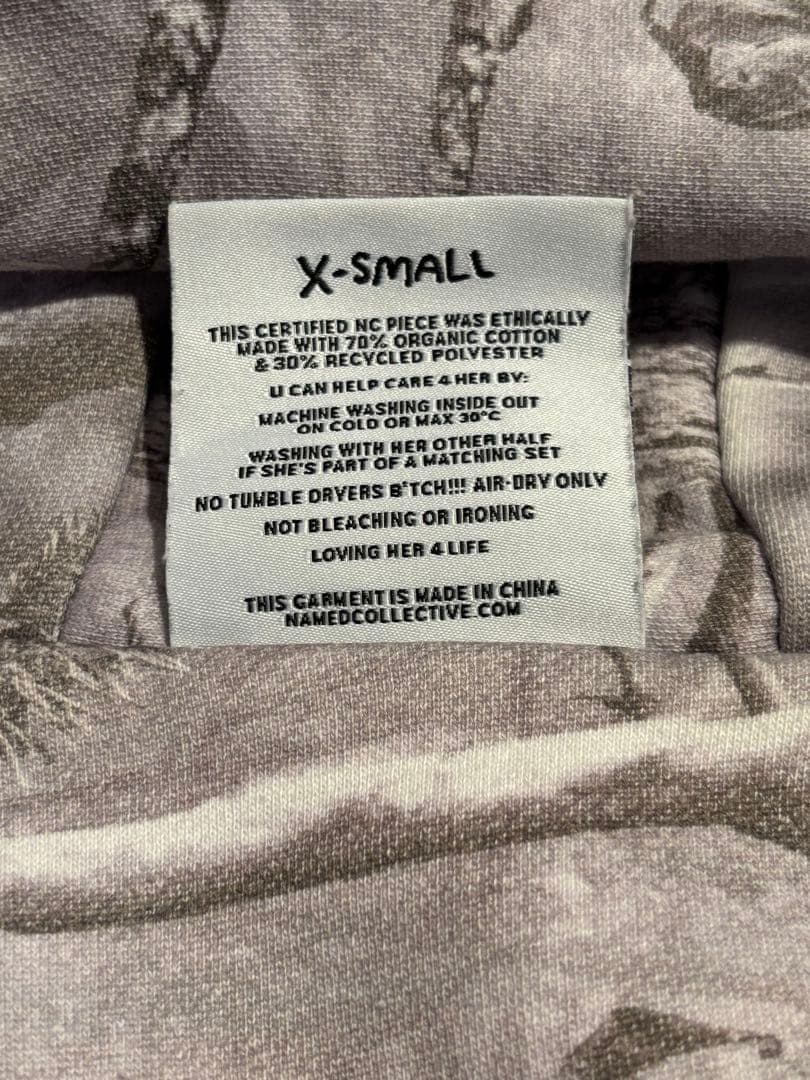 X-SMALL
THIS CERTIFIED NC PIECE WAS ETHICALLY
MADE WITH 70% ORGANIC COTTON
& 30% RECYCLED POLYESTER
U CAN HELP CARE 4 HER BY:
MACHINE WASHING INSIDE OUT
ON COLD OR MAX 30°C
WASHING WITH HER OTHER HALF
IF SHE'S PART OF A MATCHING SET
NO TUMBLE DRYERS B*TCH!!! AIR-DRY ONLY
NOT BLEACHING OR IRONING
LOVING HER 4 LIFE
THIS GARMENT IS MADE IN CHINA
NAMEDCOLLECTIVE.COM